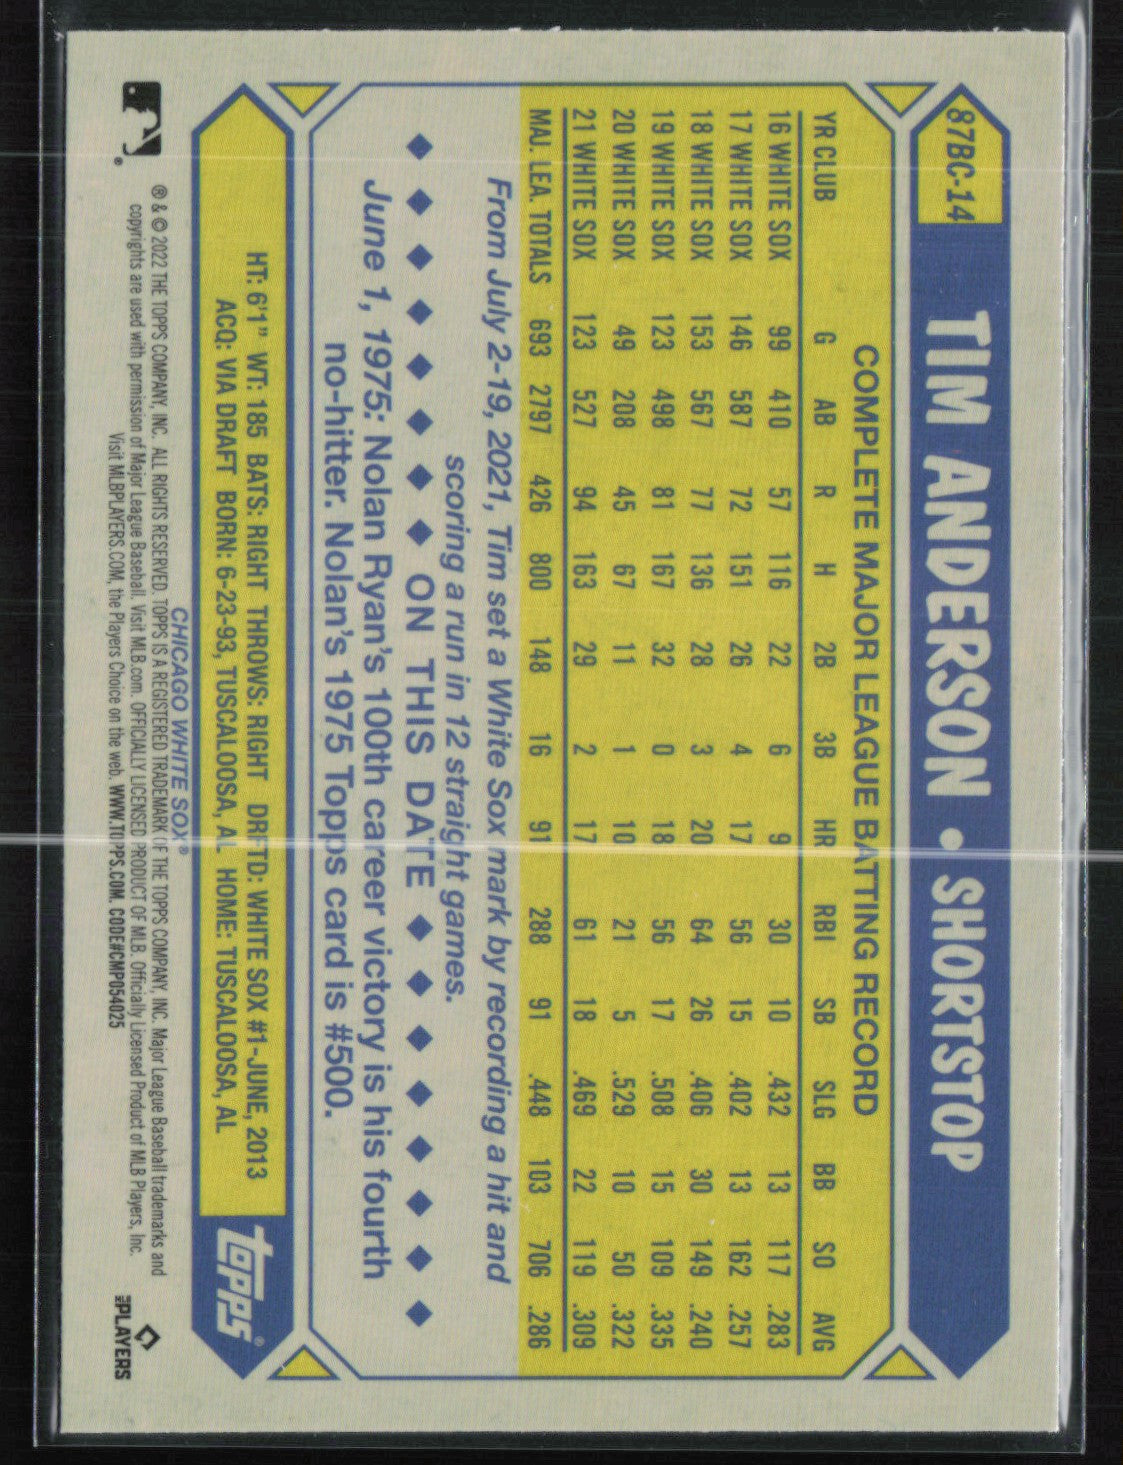 87BC-14 TIM ANDERSON • SHORTSTOP
COMPLETE MAJOR LEAGUE BATTING RECORD
YR CLUB G AB R H 2B 3B HR RBI SB SLG BB SO AVG
16 WHITE SOX 99 410 57 116 22 6 9 30 10 .432 13 117 .283
17 WHITE SOX 146 587 72 151 26 4 17 56 15 .402 13 162 .257
18 WHITE SOX 153 567 77 136 28 3 20 64 26 .406 30 149 .240
19 WHITE SOX 123 498 81 167 32 0 18 56 17 .508 15 109 .335
20 WHITE SOX 49 208 45 67 11 1 10 21 5 .529 10 50 .322
21 WHITE SOX 123 527 94 163 29 2 17 61 18 .469 22 119 .309
MAJ. LEA. TOTALS 693 2797 426 800 148 16 91 288 91 .448 103 706 .286
From July 2-19, 2021, Tim set a White Sox mark by recording a hit and
scoring a run in 12 straight games.
◆ ◆ ◆ ◆ ◆ ◆ ◆ ◆ ON THIS DATE ◆ ◆ ◆ ◆ ◆ ◆ ◆ ◆
June 1, 1975: Nolan Ryan's 100th career victory is his fourth
no-hitter. Nolan's 1975 Topps card is #500.
HT: 6'1" WT: 185 BATS: RIGHT THROWS: RIGHT DRFTD: WHITE SOX #1-JUNE, 2013
ACQ: VIA DRAFT BORN: 6-23-93, TUSCALOOSA, AL HOME: TUSCALOOSA, AL
topps®
CHICAGO WHITE SOX®
® & © 2022 THE TOPPS COMPANY, INC. ALL RIGHTS RESERVED. TOPPS IS A REGISTERED TRADEMARK OF THE TOPPS COMPANY, INC. Major League Baseball trademarks and
copyrights are used with permission of Major League Baseball. Visit MLB.com. OFFICIALLY LICENSED PRODUCT OF MLB. Officially Licensed Product of MLB Players, Inc.
Visit MLBPLAYERS.COM, the Players Choice on the web. WWW.TOPPS.COM. CODE#CMP054025
MLB PLAYERS